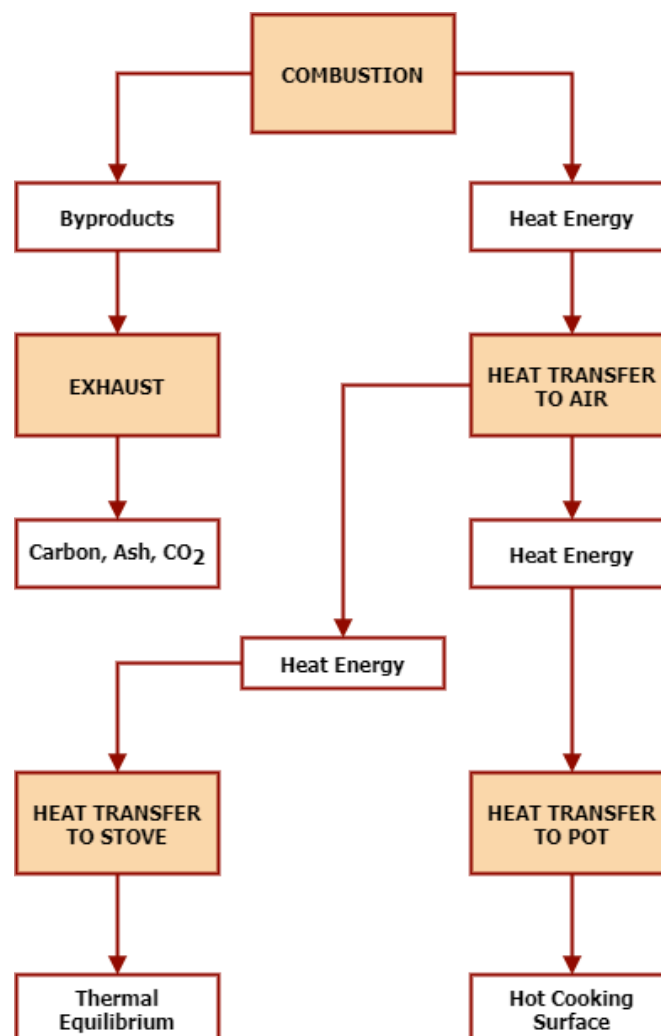 COMBUSTION
Byproducts
Heat Energy
EXHAUST
HEAT TRANSFER
TO AIR
Carbon, Ash, CO₂
Heat Energy
Heat Energy
HEAT TRANSFER
TO STOVE
HEAT TRANSFER
TO POT
Thermal
Equilibrium
Hot Cooking
Surface